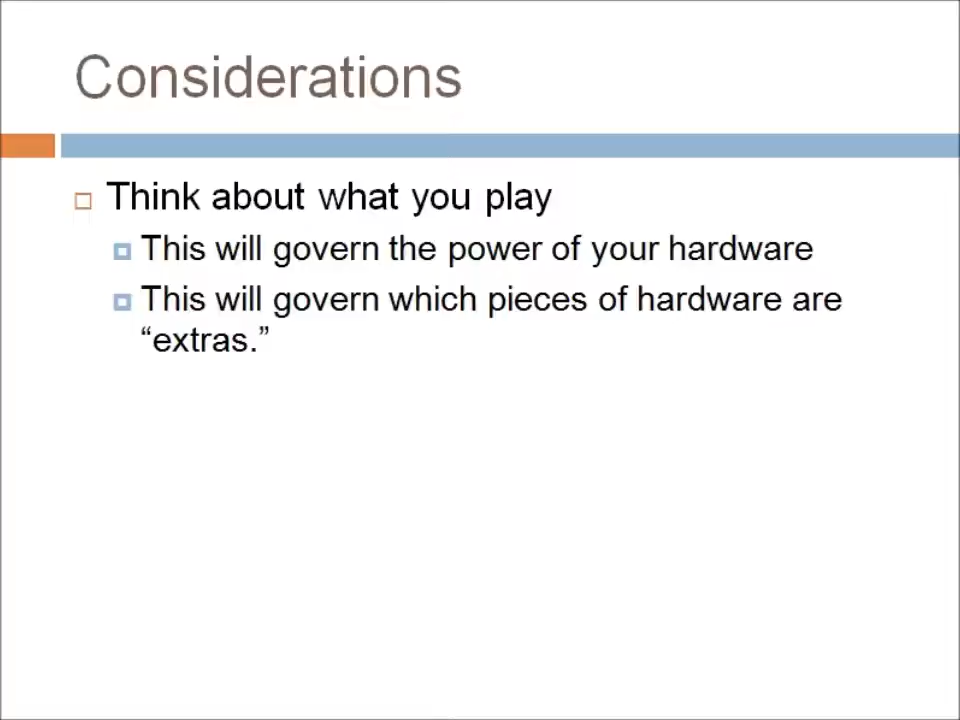 Considerations
Think about what you play
This will govern the power of your hardware
This will govern which pieces of hardware are
“extras.”